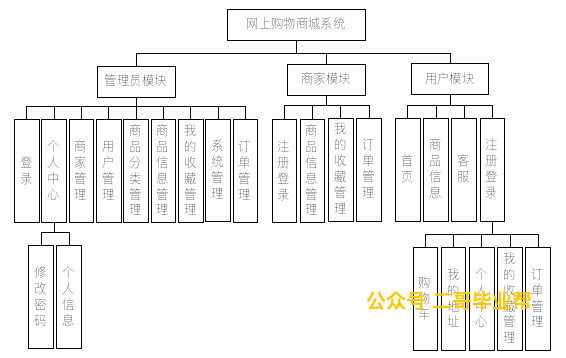 网上购物商城系统
管理员模块
商家模块
用户模块
登录
个人中心
商家管理
用户管理
商品分类管理
商品信息管理
我的收藏管理
系统管理
订单管理
注册登录
商品信息管理
我的收藏管理
订单管理
首页
商品信息
客服
注册登录
修改密码
个人信息
购物车
我的地址
个人中心
我的收藏管理
订单管理
公众号 二哥毕业帮